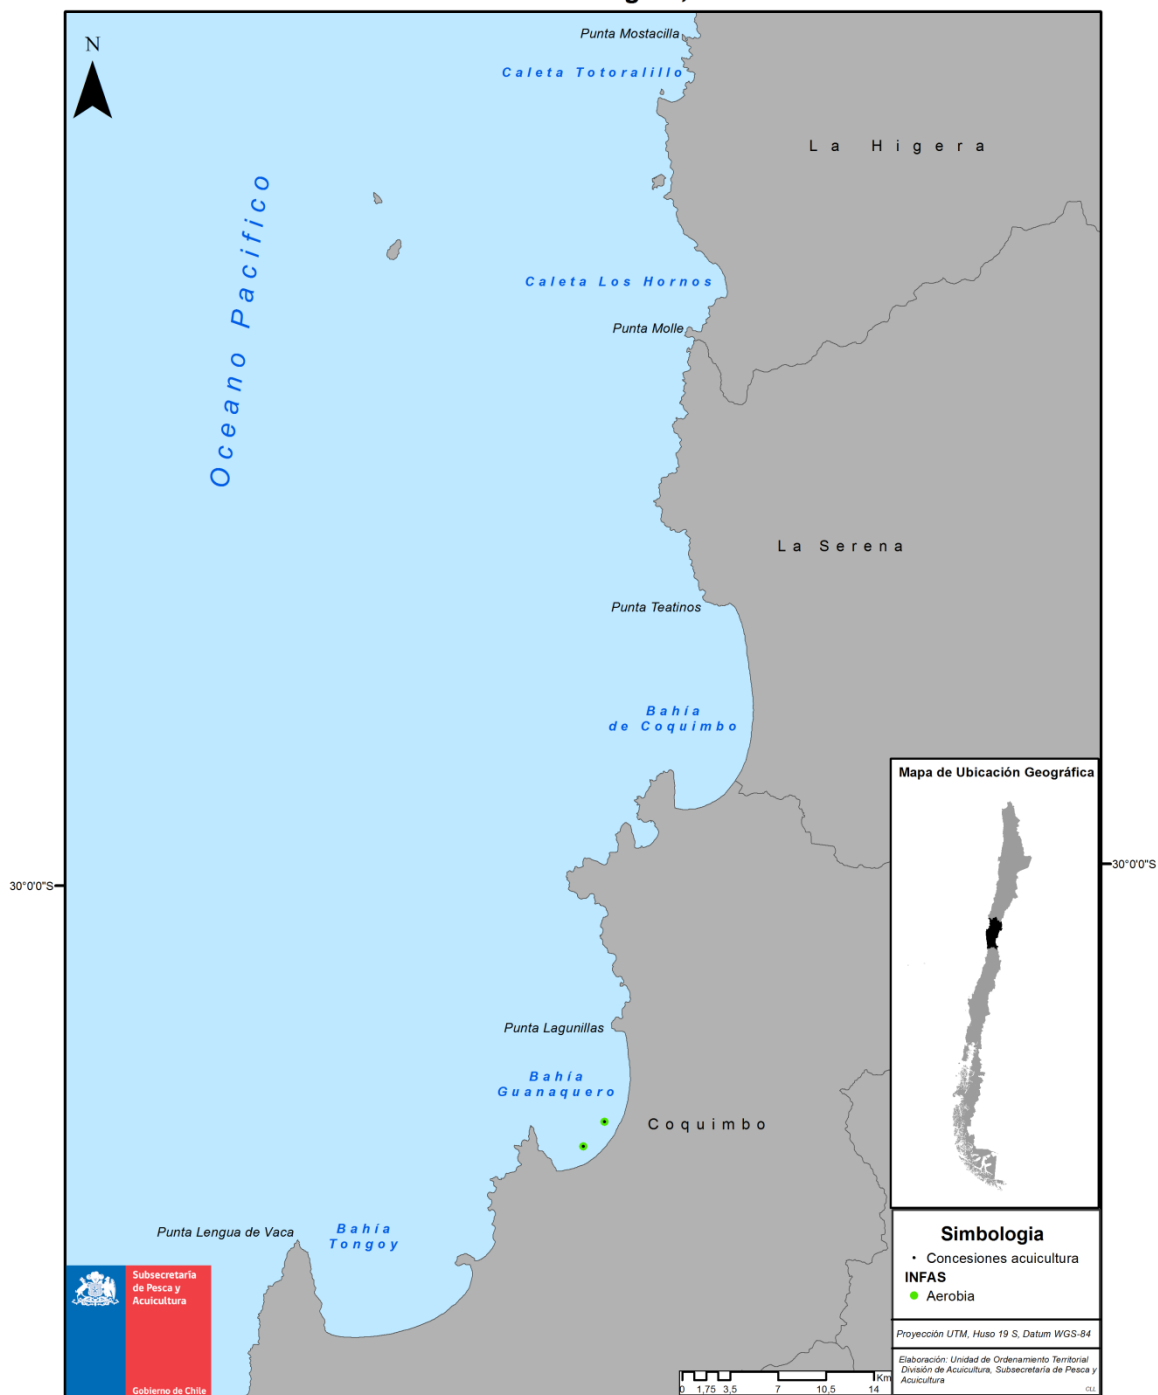 N
Punta Mostacilla
Caleta Totoralillo
La Higera
Oceano Pacifico
Caleta Los Hornos
Punta Molle
La Serena
Punta Teatinos
Bahía
de Coquimbo
Mapa de Ubicación Geográfica
30°0'0"S
30°0'0"S
Punta Lagunillas
Bahía
Guanaquero
Coquimbo
Punta Lengua de Vaca
Bahía
Tongoy
Simbologia
Concesiones acuicultura
INFAS
Aerobia
Proyección UTM, Huso 19 S, Datum WGS-84
Elaboración: Unidad de Ordenamiento Territorial
División de Acuicultura, Subsecretaría de Pesca y
Acuicultura
CLL
Subsecretaría
de Pesca y
Acuicultura
Gobierno de Chile
Km
0 1,75 3,5 7 10,5 14